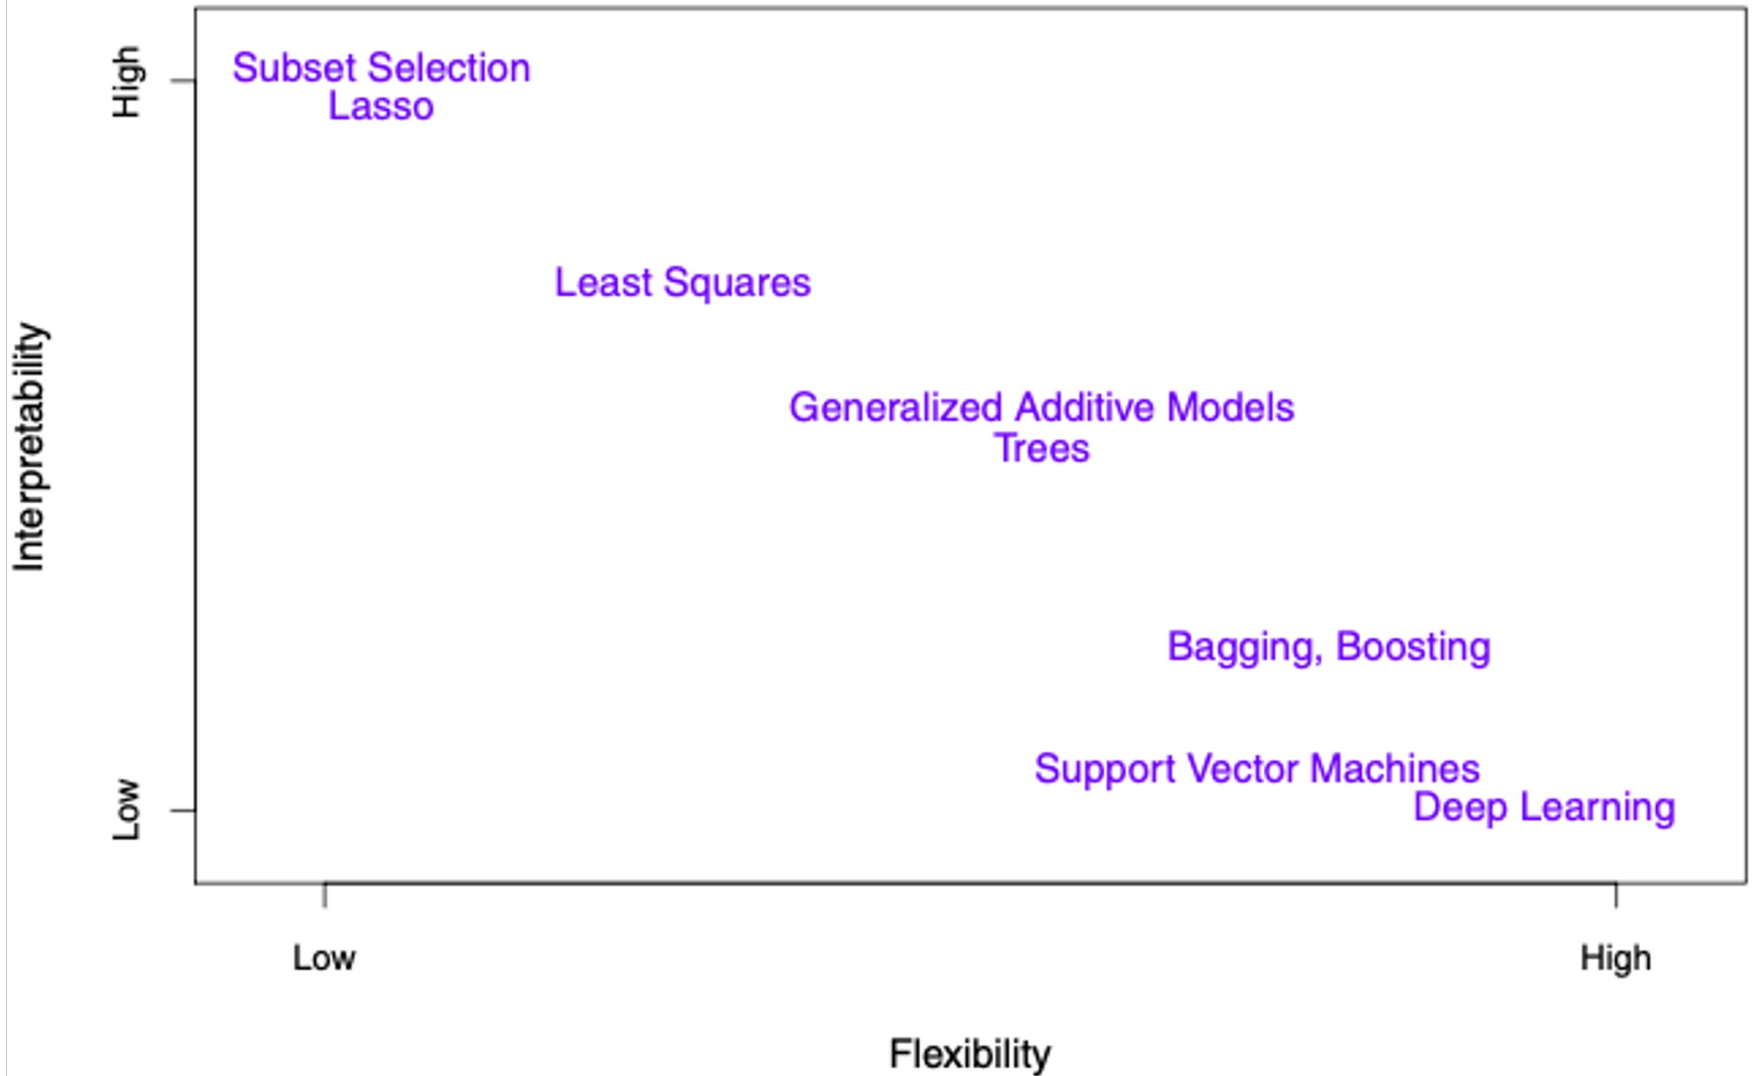 High
Subset Selection
Lasso
Least Squares
Interpretability
Generalized Additive Models
Trees
Bagging, Boosting
Support Vector Machines
Low
Deep Learning
Low
High
Flexibility